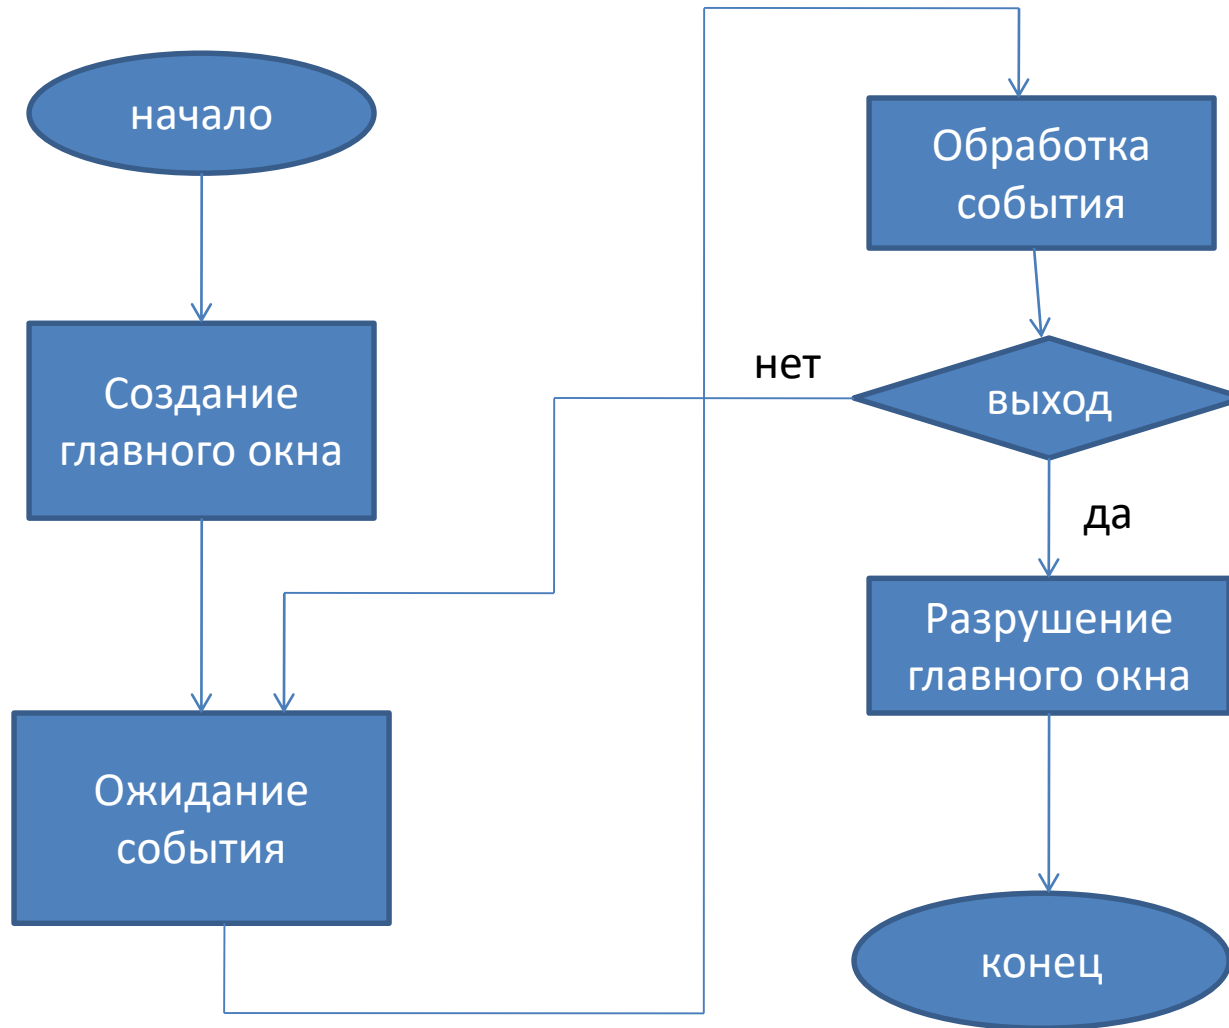 начало
Создание
главного окна
Ожидание
события
Обработка
события
нет
выход
да
Разрушение
главного окна
конец